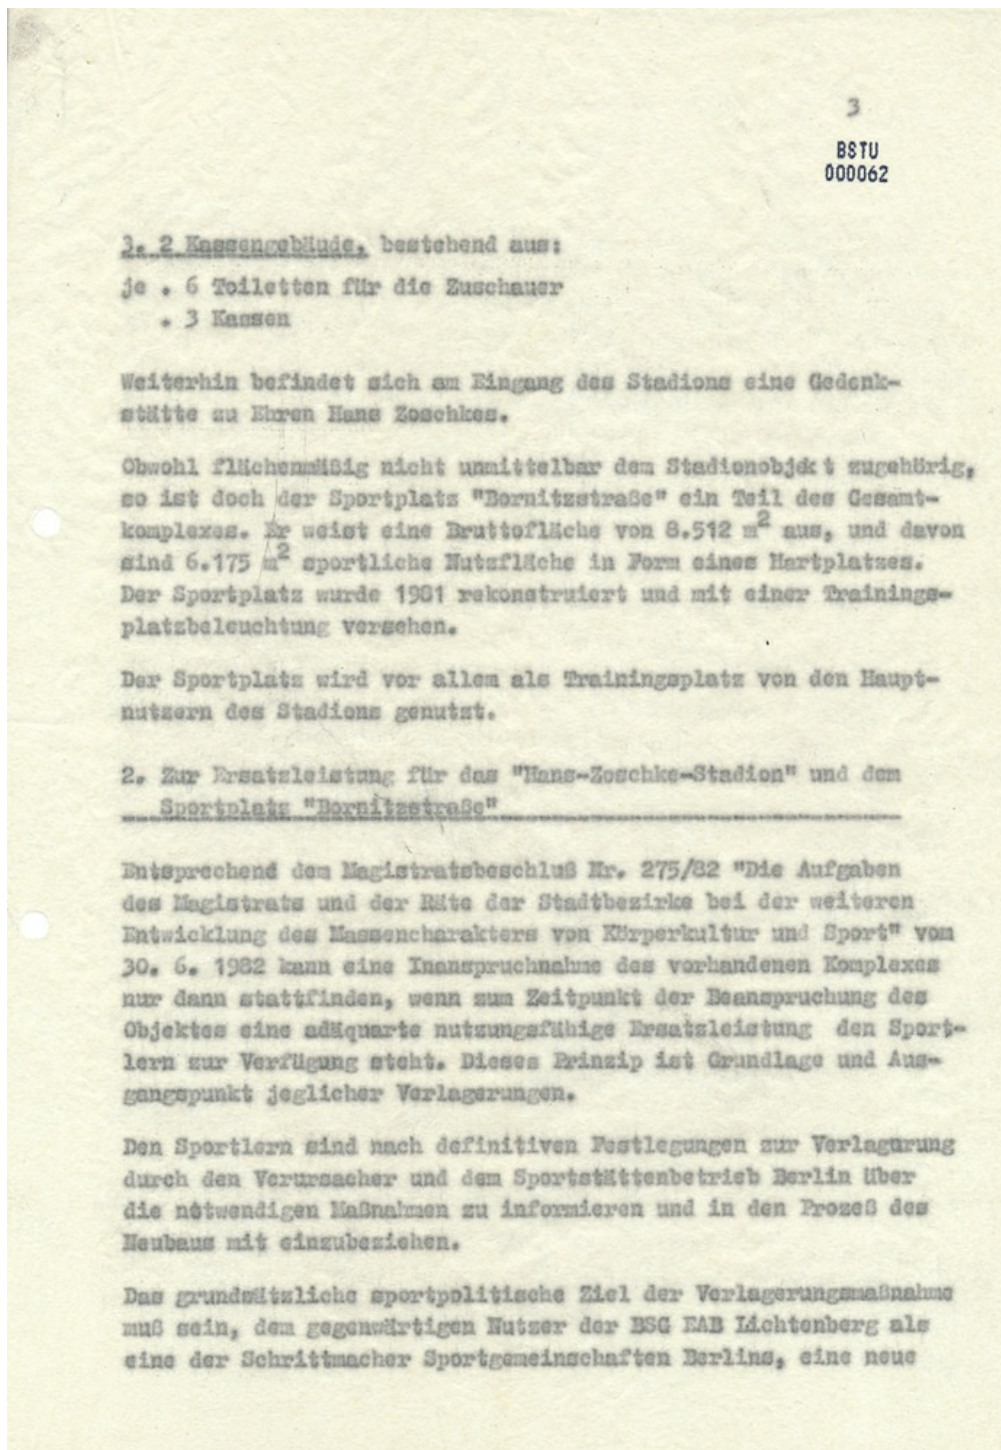 3
BSTU
000062
3. 2 Kassengebäude, bestehend aus:
je . 6 Toiletten für die Zuschauer
. 3 Kassen
Weiterhin befindet sich am Eingang des Stadions eine Gedenk-
stätte zu Ehren Hans Zoschkes.
Obwohl flächenmäßig nicht unmittelbar dem Stadionobjekt zugehörig,
so ist doch der Sportplatz "Bornitzstraße" ein Teil des Gesamt-
komplexes. Er weist eine Bruttofläche von 8.512 m² aus, und davon
sind 6.175 m² sportliche Nutzfläche in Form eines Hartplatzes.
Der Sportplatz wurde 1981 rekonstruiert und mit einer Trainings-
platzbeleuchtung versehen.
Der Sportplatz wird vor allem als Trainingsplatz von den Haupt-
nutzern des Stadions genutzt.
2. Zur Ersatzleistung für das "Hans-Zoschke-Stadion" und dem
Sportplatz "Bornitzstraße"
Entsprechend dem Magistratsbeschluß Nr. 275/82 "Die Aufgaben
des Magistrats und der Räte der Stadtbezirke bei der weiteren
Entwicklung des Massencharakters von Körperkultur und Sport" vom
30. 6. 1982 kann eine Inanspruchnahme des vorhandenen Komplexes
nur dann stattfinden, wenn zum Zeitpunkt der Beanspruchung des
Objektes eine adäquarte nutzungsfähige Ersatzleistung den Sport-
lern zur Verfügung steht. Dieses Prinzip ist Grundlage und Aus-
gangspunkt jeglicher Verlagerungen.
Den Sportlern sind nach definitiven Festlegungen zur Verlagurung
durch den Verursacher und dem Sportstättenbetrieb Berlin über
die notwendigen Maßnahmen zu informieren und in den Prozeß des
Neubaus mit einzubeziehen.
Das grundsätzliche sportpolitische Ziel der Verlagerungsmaßnahme
muß sein, dem gegenwärtigen Nutzer der BSG EAB Lichtenberg als
eine der Schrittmacher Sportgemeinschaften Berlins, eine neue